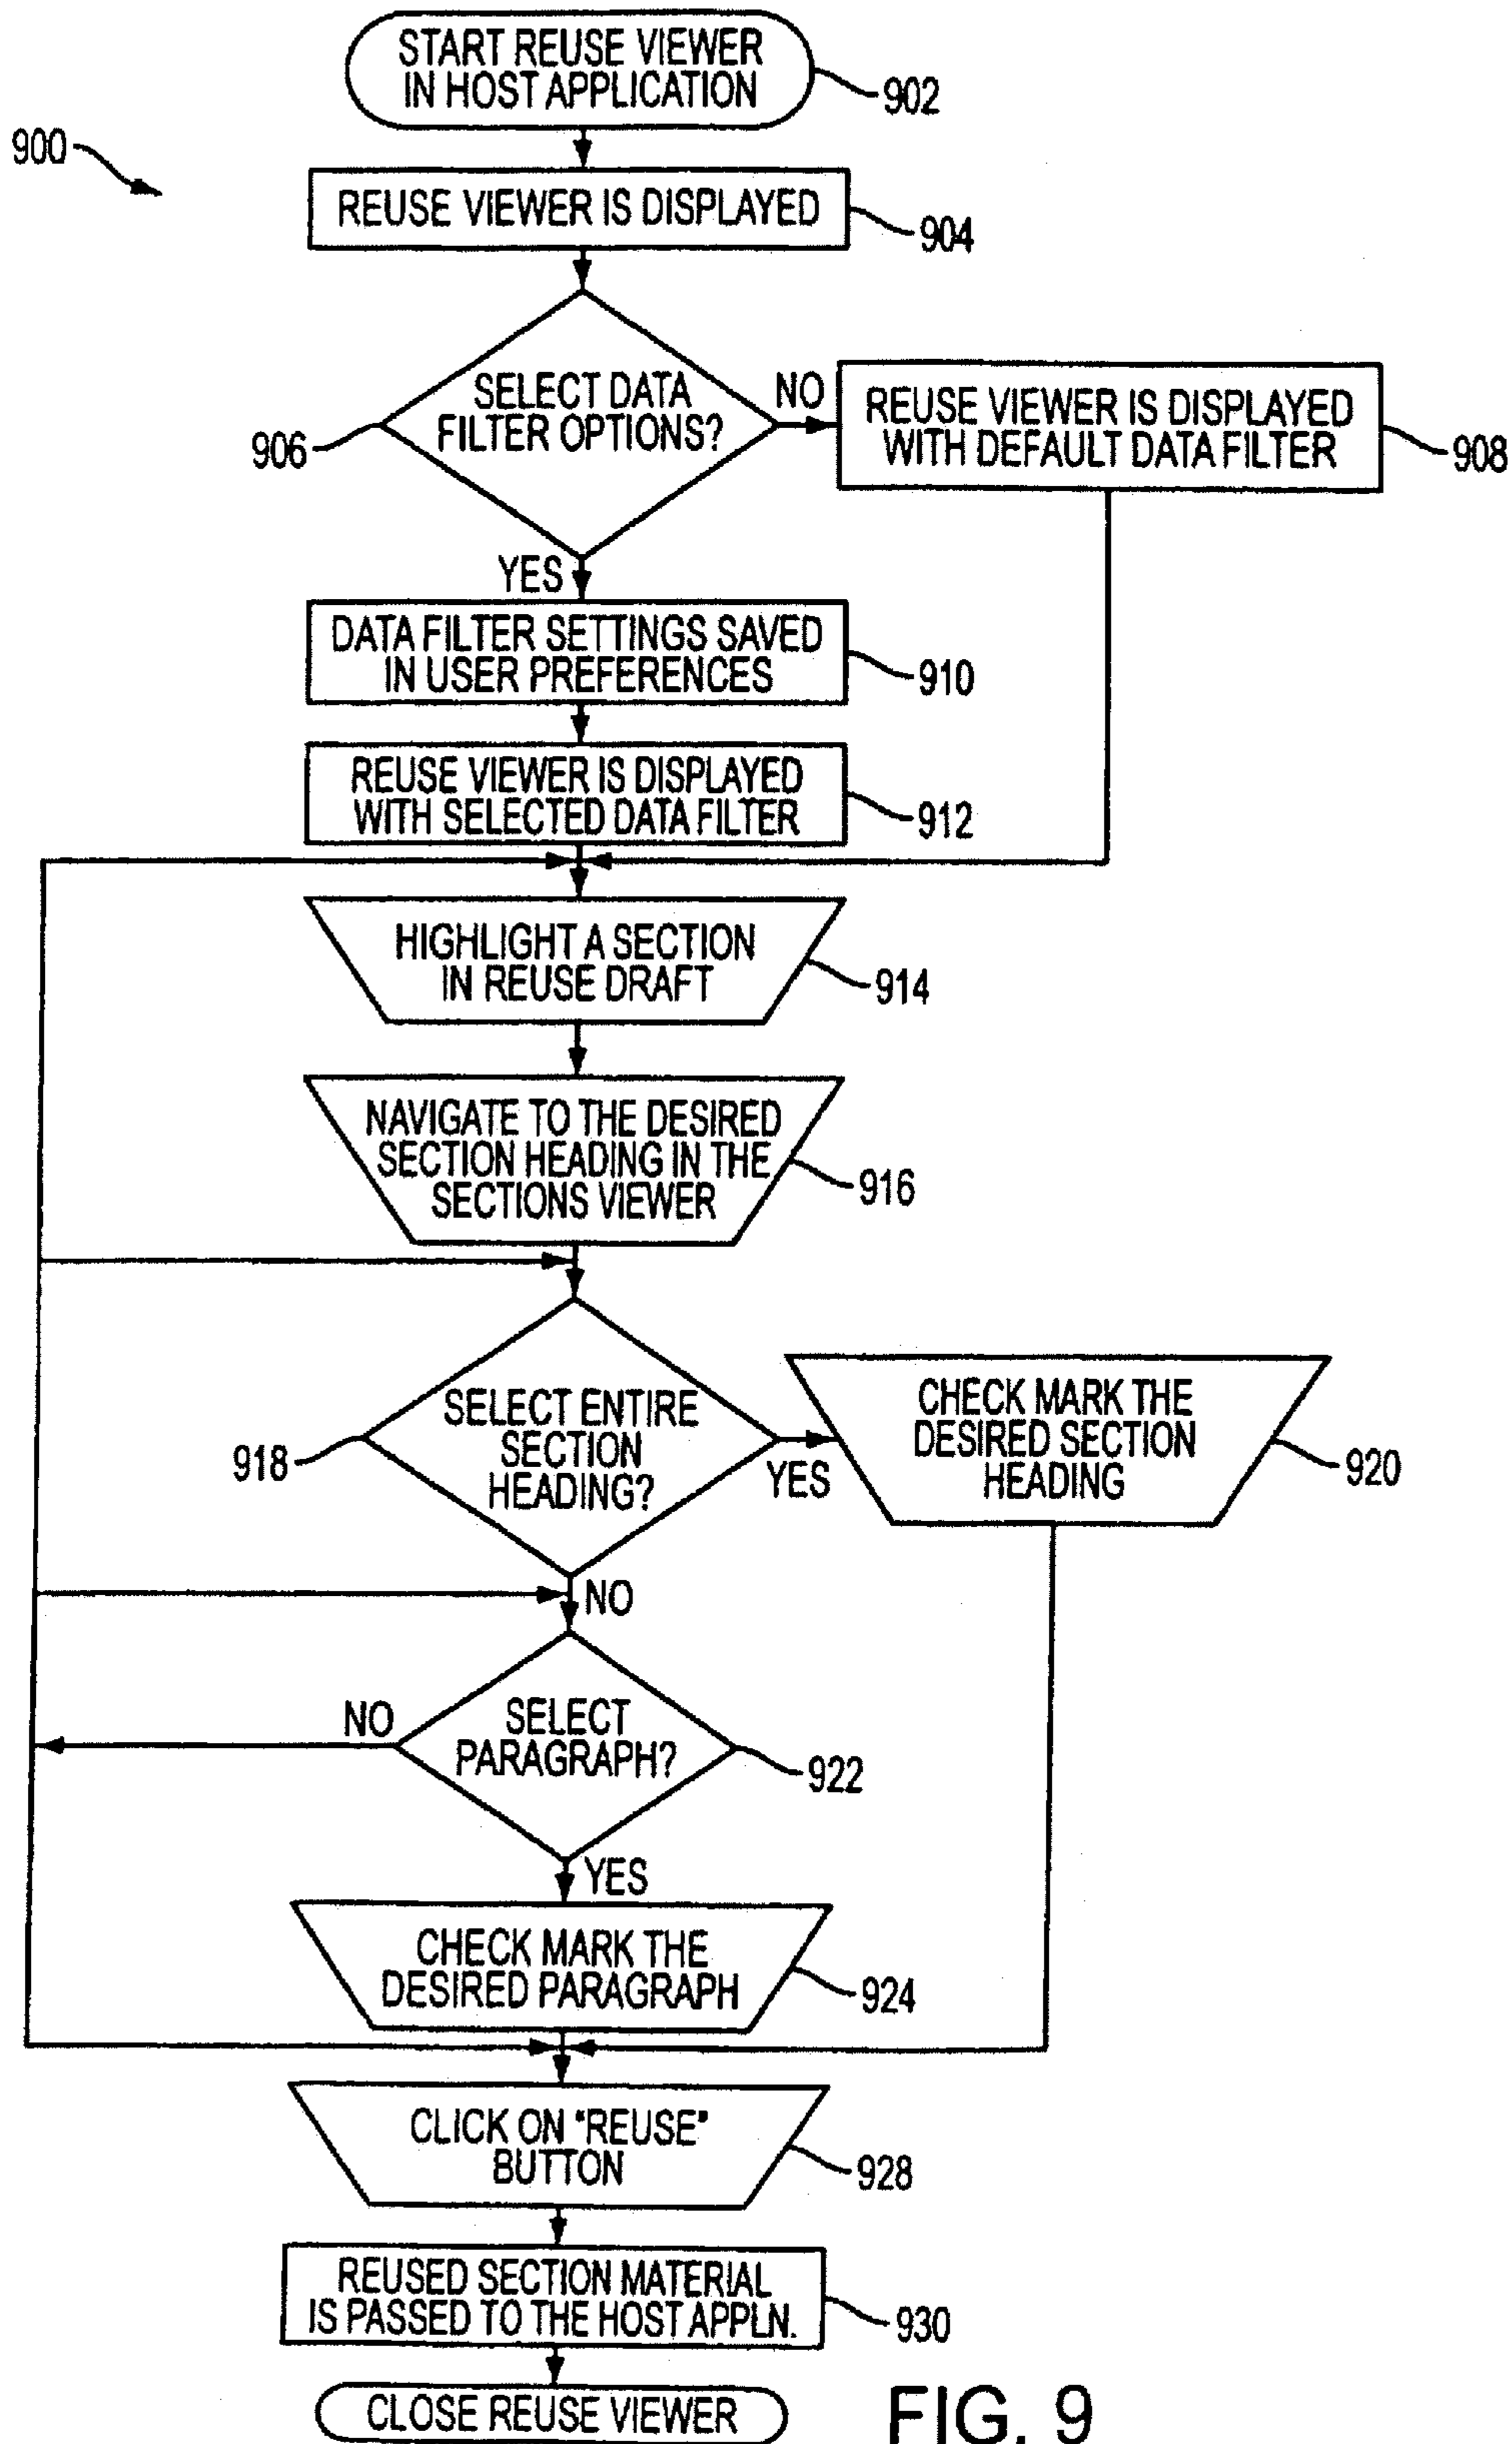 START REUSE VIEWER
IN HOST APPLICATION
902
900
REUSE VIEWER IS DISPLAYED
904
SELECT DATA
FILTER OPTIONS?
906
NO
REUSE VIEWER IS DISPLAYED
WITH DEFAULT DATA FILTER
908
YES
DATA FILTER SETTINGS SAVED
IN USER PREFERENCES
910
REUSE VIEWER IS DISPLAYED
WITH SELECTED DATA FILTER
912
HIGHLIGHT A SECTION
IN REUSE DRAFT
914
NAVIGATE TO THE DESIRED
SECTION HEADING IN THE
SECTIONS VIEWER
916
SELECT ENTIRE
SECTION
HEADING?
918
YES
CHECK MARK THE
DESIRED SECTION
HEADING
920
NO
SELECT
PARAGRAPH?
NO
922
YES
CHECK MARK THE
DESIRED PARAGRAPH
924
CLICK ON "REUSE"
BUTTON
928
REUSED SECTION MATERIAL
IS PASSED TO THE HOST APPLN.
930
CLOSE REUSE VIEWER
FIG. 9